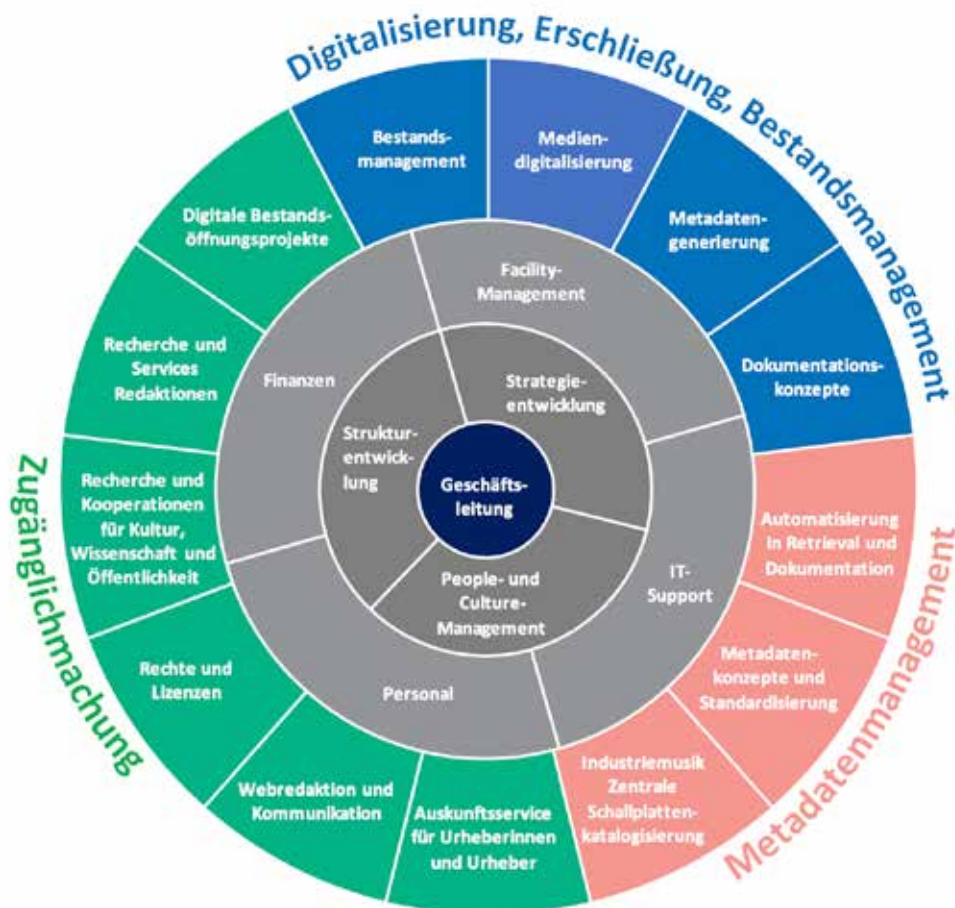 Digitalisierung, Erschließung, Bestandsmanagement
Bestands-
management
Medien-
digitalisierung
Metadaten-
generierung
Dokumentations-
konzepte
Digitale Bestands-
öffnungsprojekte
Recherche und
Services
Redaktionen
Recherche und
Kooperationen
für Kultur,
Wissenschaft und
Öffentlichkeit
Rechte und
Lizenzen
Webredaktion und
Kommunikation
Auskunftsservice
für Urheberinnen
und Urheber
Zugänglichmachung
Automatisierung
in Retrieval und
Dokumentation
Metadaten-
konzepte und
Standardisierung
Industriemusik
Zentrale
Schallplatten-
katalogisierung
Metadatenmanagement
Facility-
Management
Finanzen
IT-
Support
Personal
Strategie-
entwicklung
Struktur-
entwick-
lung
People- und
Culture-
Management
Geschäfts-
leitung